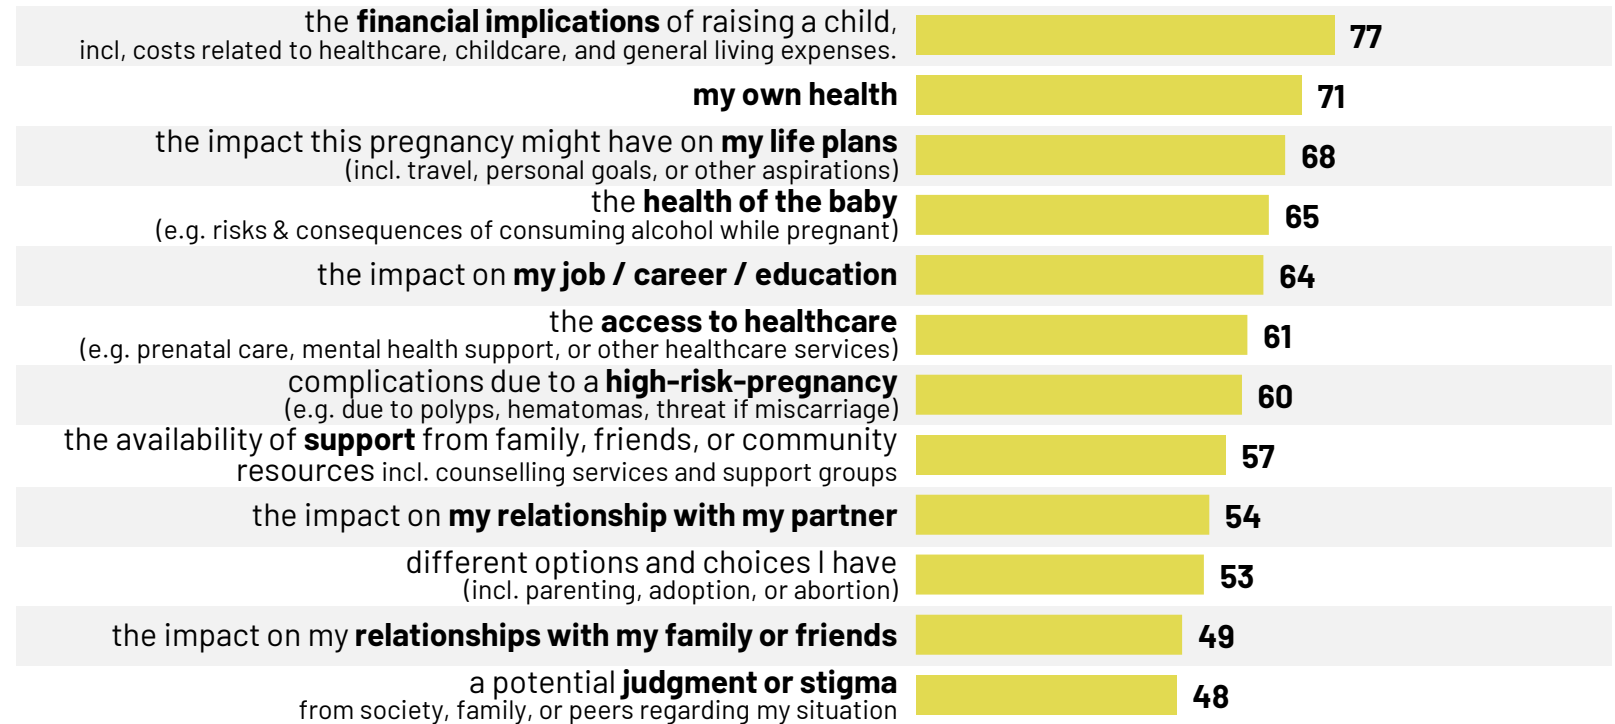 the financial implications of raising a child,
incl, costs related to healthcare, childcare, and general living expenses.
77
my own health
71
the impact this pregnancy might have on my life plans
(incl. travel, personal goals, or other aspirations)
68
the health of the baby
(e.g. risks & consequences of consuming alcohol while pregnant)
65
the impact on my job / career / education
64
the access to healthcare
(e.g. prenatal care, mental health support, or other healthcare services)
61
complications due to a high-risk-pregnancy
(e.g. due to polyps, hematomas, threat if miscarriage)
60
the availability of support from family, friends, or community
resources incl. counselling services and support groups
57
the impact on my relationship with my partner
54
different options and choices I have
(incl. parenting, adoption, or abortion)
53
the impact on my relationships with my family or friends
49
a potential judgment or stigma
from society, family, or peers regarding my situation
48